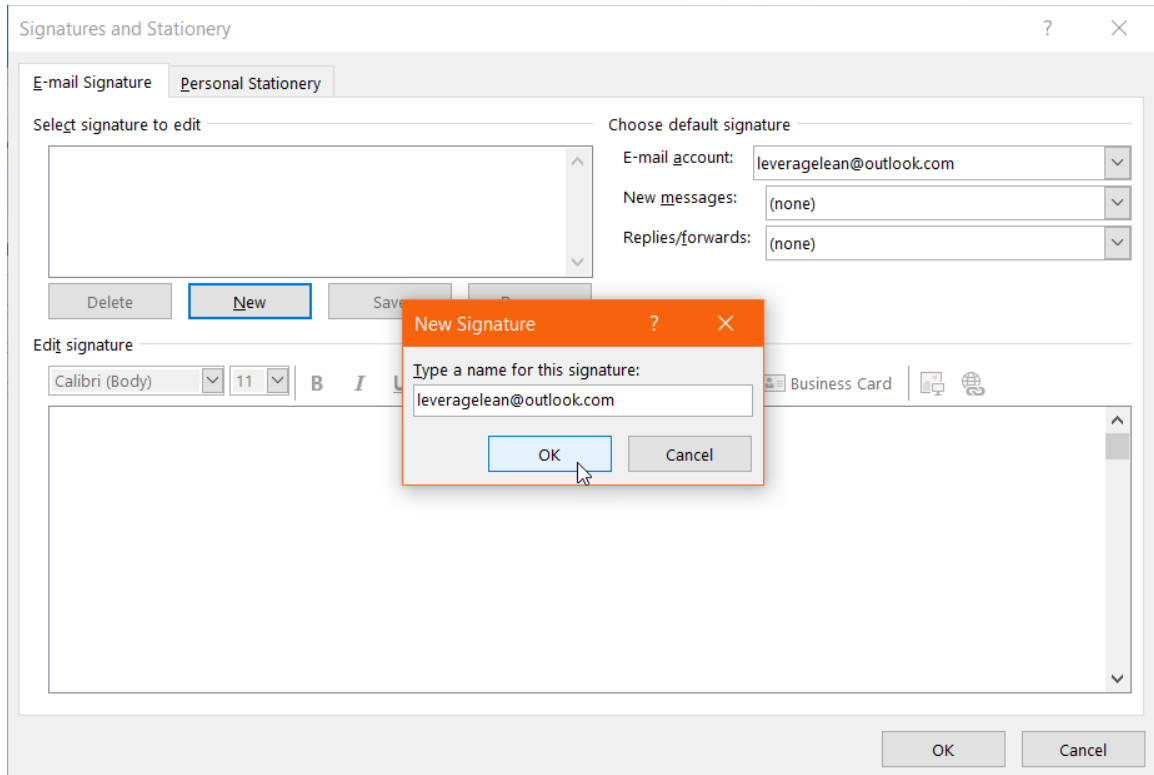 Signatures and Stationery
E-mail Signature
Personal Stationery
Select signature to edit
Choose default signature
E-mail account:
leveragelean@outlook.com
New messages:
(none)
Replies/forwards:
(none)
Delete
New
Save
New Signature
Type a name for this signature:
leveragelean@outlook.com
OK
Cancel
Edit signature
Calibri (Body)
11
B
I
U
Business Card
OK
Cancel